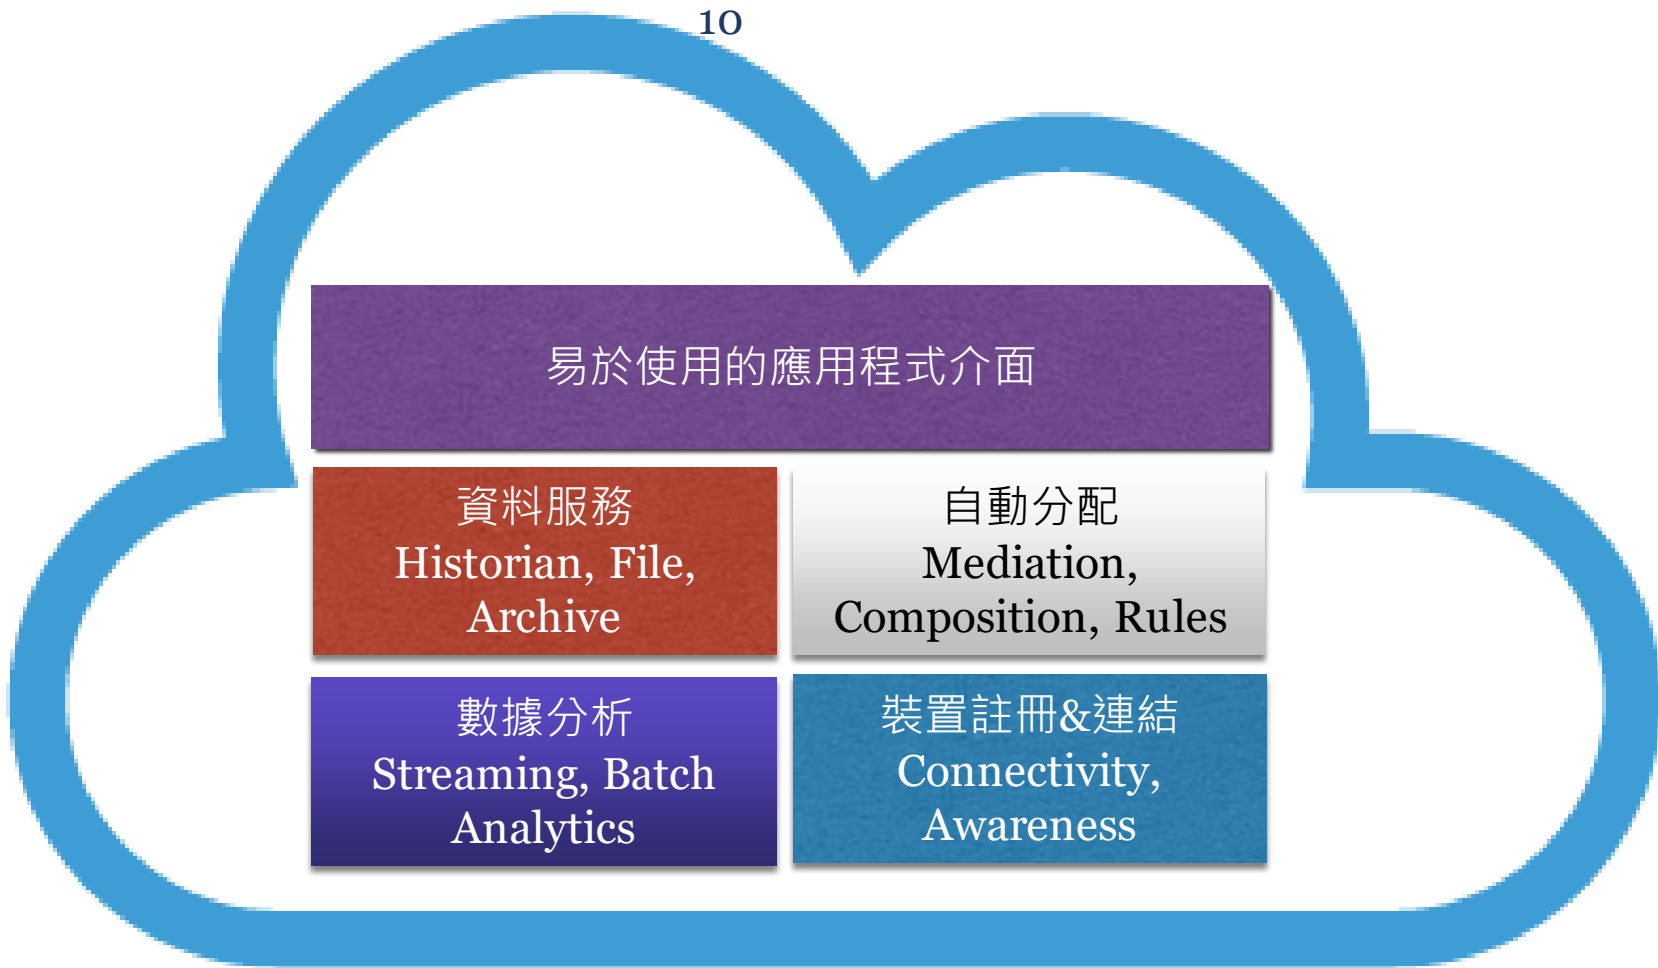 10
易於使用的應用程式介面
資料服務
Historian, File,
Archive
自動分配
Mediation,
Composition, Rules
數據分析
Streaming, Batch
Analytics
裝置註冊&連結
Connectivity,
Awareness